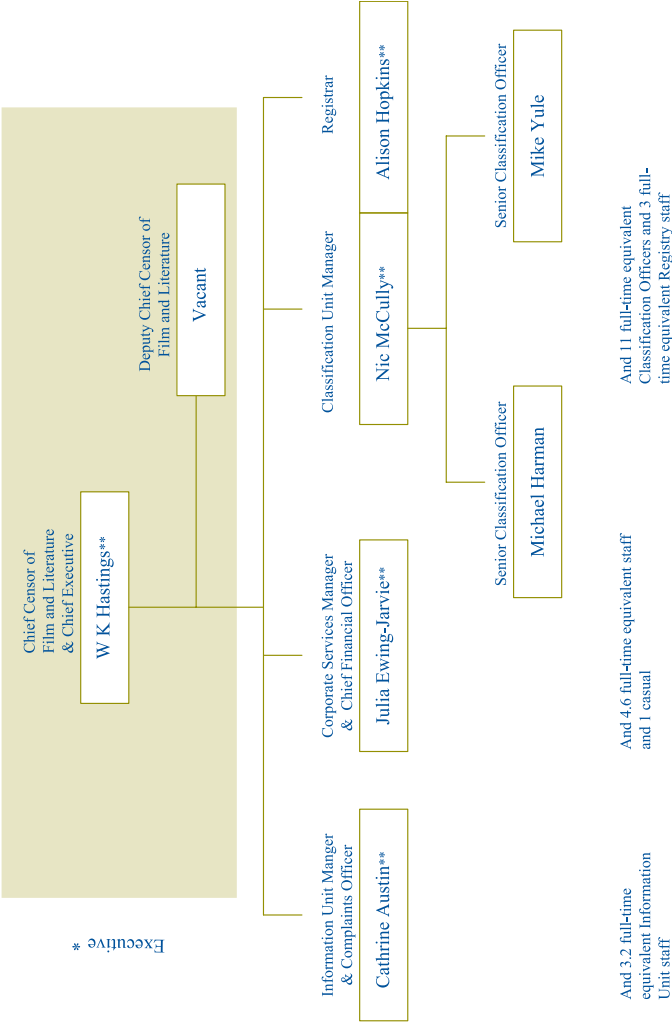 Executive *
Chief Censor of
Film and Literature
& Chief Executive
W K Hastings**
Deputy Chief Censor of
Film and Literature
Vacant
Information Unit Manger
& Complaints Officer
Cathrine Austin**
Corporate Services Manager
& Chief Financial Officer
Julia Ewing-Jarvie**
Classification Unit Manager
Nic McCully**
Registrar
Alison Hopkins**
Senior Classification Officer
Michael Harman
Senior Classification Officer
Mike Yule
And 3.2 full-time
equivalent Information
Unit staff
And 4.6 full-time equivalent staff
and 1 casual
And 11 full-time equivalent
Classification Officers and 3 full-
time equivalent Registry staff